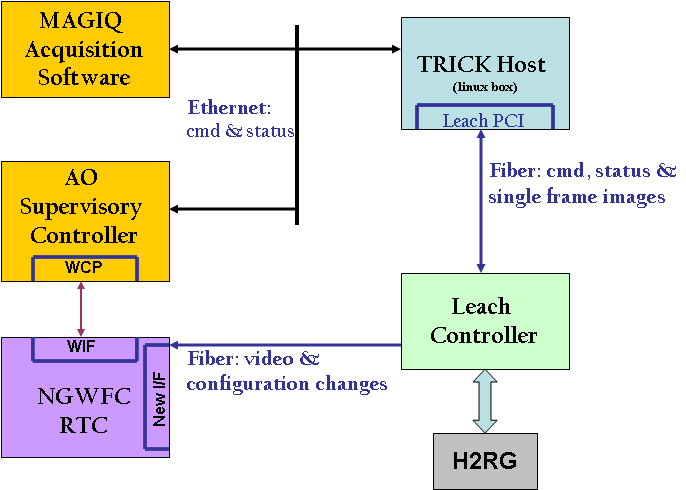 MAGIQ
Acquisition
Software
TRICK Host
(linux box)
Leach PCI
Ethernet:
cmd & status
Fiber: cmd, status &
single frame images
AO
Supervisory
Controller
WCP
Leach
Controller
WIF
New I/F
NGWFC
RTC
Fiber: video &
configuration changes
H2RG